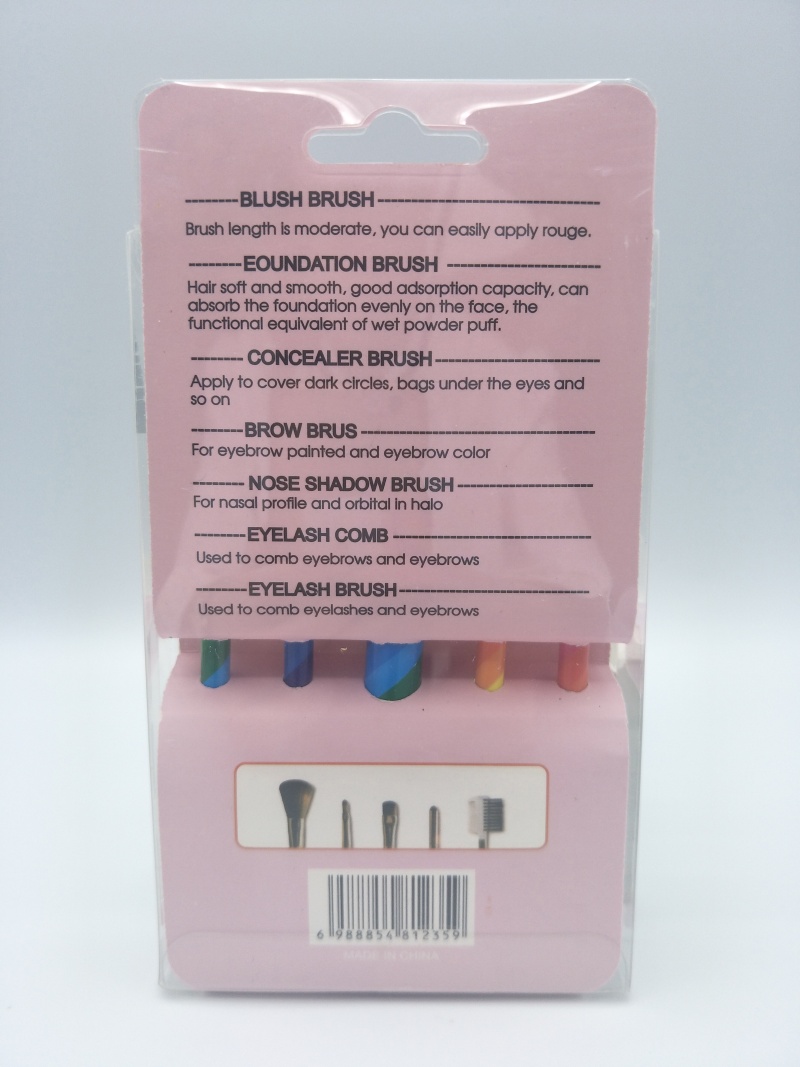 --------BLUSH BRUSH----------------------------------
Brush length is moderate, you can easily apply rouge.
--------EOUNDATION BRUSH ------------------------
Hair soft and smooth, good adsorption capacity, can
absorb the foundation evenly on the face, the
functional equivalent of wet powder puff.
-------- CONCEALER BRUSH-------------------------
Apply to cover dark circles, bags under the eyes and
so on
--------BROW BRUS------------------------------------
For eyebrow painted and eyebrow color
-------- NOSE SHADOW BRUSH---------------------
For nasal profile and orbital in halo
--------EYELASH COMB -------------------------------
Used to comb eyebrows and eyebrows
--------EYELASH BRUSH------------------------------
Used to comb eyelashes and eyebrows
6 988854 812359
MADE IN CHINA